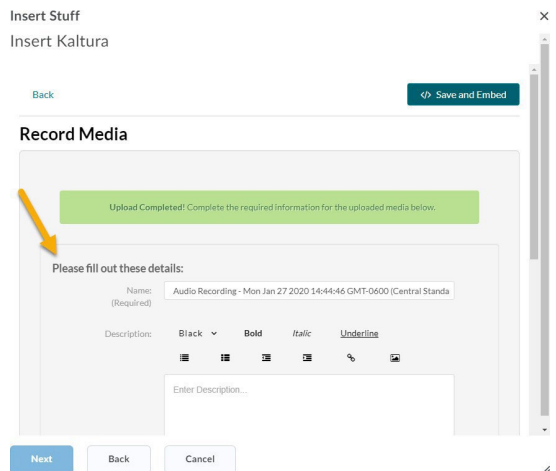 Insert Stuff
Insert Kaltura
Back
</> Save and Embed
Record Media
Upload Completed! Complete the required information for the uploaded media below.
Please fill out these details:
Name: Audio Recording - Mon Jan 27 2020 14:44:46 GMT-0600 (Central Standa
(Required)
Description: Black Bold Italic Underline
Enter Description...
Next Back Cancel